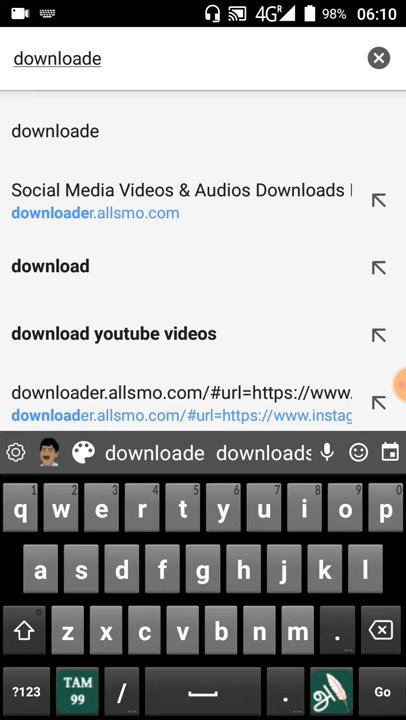 4G R 98% 06:10
downloade
downloade
Social Media Videos & Audios Downloads
downloader.allsmo.com
download
download youtube videos
downloader.allsmo.com/#url=https://www.
downloader.allsmo.com/#url=https://www.instag
downloade downloads
1 2 3 4 5 6 7 8 9 0
q w e r t y u i o p
a s d f g h j k l
z x c v b n m .
?123 TAM 99 / . அ Go